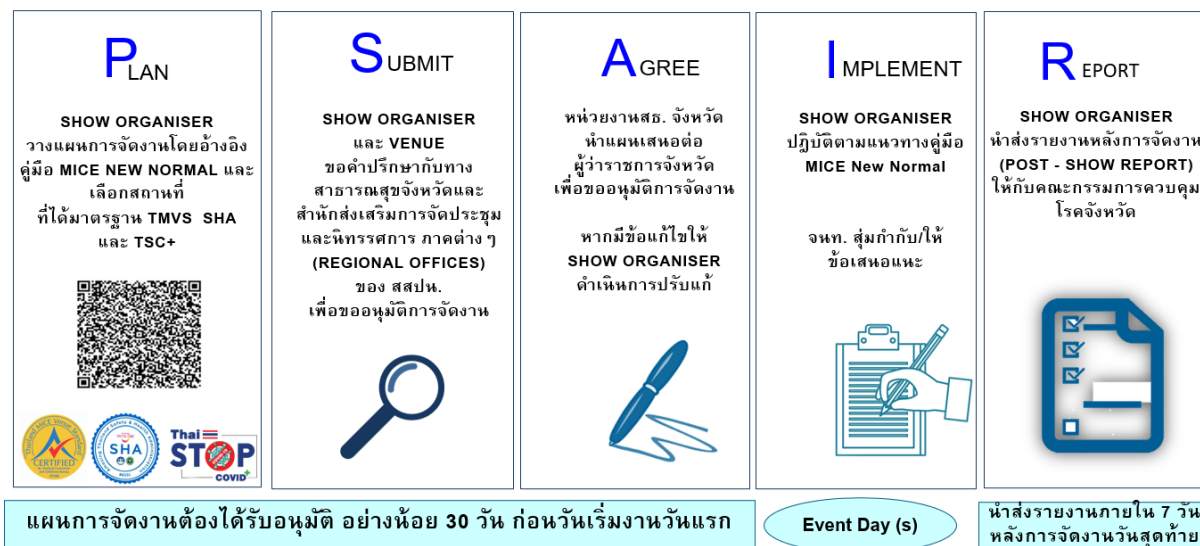 PLAN
SHOW ORGANISER
วางแผนการจัดงานโดยอ้างอิง
คู่มือ MICE NEW NORMAL และ
เลือกสถานที่
ที่ได้มาตรฐาน TMVS SHA
และ TSC+
CERTIFIED
SHA
Thai
STOP
COVID+
SUBMIT
SHOW ORGANISER
และ VENUE
ขอคำปรึกษากับทาง
สาธารณสุขจังหวัดและ
สำนักส่งเสริมการจัดประชุม
และนิทรรศการ ภาคต่าง ๆ
(REGIONAL OFFICES)
ของ สสปน.
เพื่อขออนุมัติการจัดงาน
AGREE
หน่วยงานสธ. จังหวัด
นำแผนเสนอต่อ
ผู้ว่าราชการจังหวัด
เพื่อขออนุมัติการจัดงาน
หากมีข้อแก้ไขให้
SHOW ORGANISER
ดำเนินการปรับแก้
IMPLEMENT
SHOW ORGANISER
ปฎิบัติตามแนวทางคู่มือ
MICE New Normal
จนท. สุ่มกำกับ/ให้
ข้อเสนอแหะ
REPORT
SHOW ORGANISER
นำส่งรายงานหลังการจัดงาน
(POST - SHOW REPORT)
ให้กับคณะกรรมการควบคุม
โรคจังหวัด
แผนการจัดงานต้องได้รับอนุมัติ อย่างน้อย 30 วัน ก่อนวันเริ่มงานวันแรก
Event Day (s)
นำส่งรายงานภายใน 7 วัน
หลังการจัดงานวันสุดท้าย